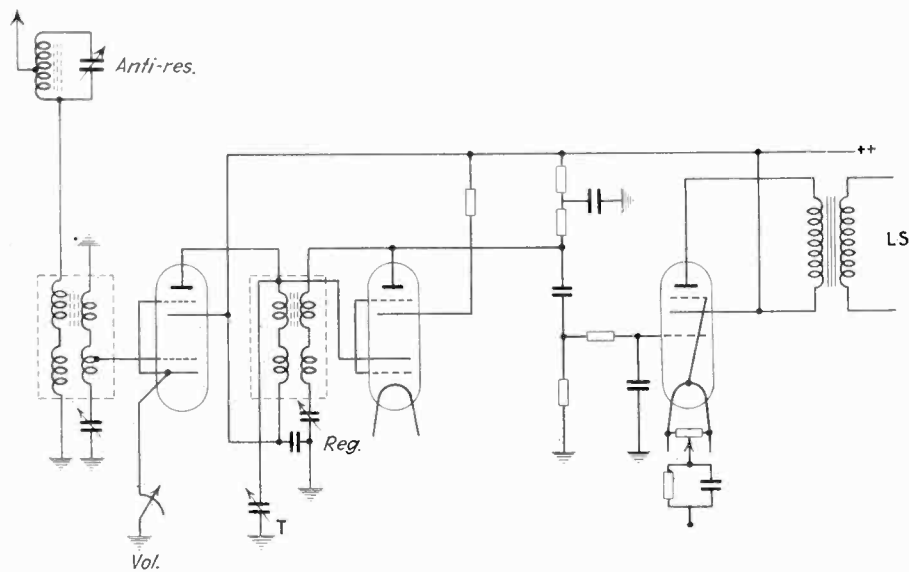 Anti-res.
++
LS
Reg.
T
Vol.